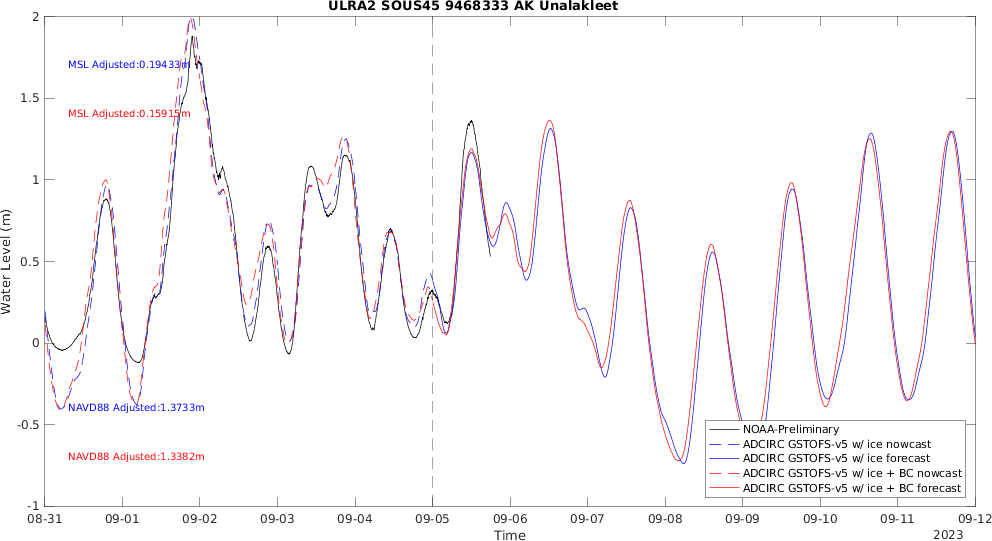 ULRA2 SOUS45 9468333 AK Unalakleet
2
1.5
1
0.5
0
-0.5
-1
Water Level (m)
MSL Adjusted:0.19433m
MSL Adjusted:0.15915m
NAVD88 Adjusted:1.3733m
NAVD88 Adjusted:1.3382m
NOAA-Preliminary
ADCIRC GSTOFS-v5 w/ ice nowcast
ADCIRC GSTOFS-v5 w/ ice forecast
ADCIRC GSTOFS-v5 w/ ice + BC nowcast
ADCIRC GSTOFS-v5 w/ ice + BC forecast
08-31 09-01 09-02 09-03 09-04 09-05 09-06 09-07 09-08 09-09 09-10 09-11 09-12
Time
2023